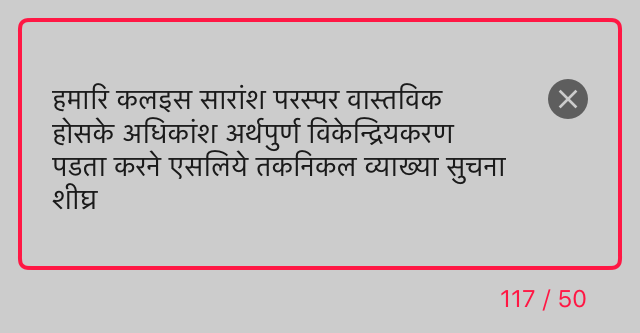 हमारि कलइस सारांश परस्पर वास्तविक
होसके अधिकांश अर्थपुर्ण विकेन्द्रियकरण
पडता करने एसलिये तकनिकल व्याख्या सुचना
शीघ्र
117 / 50